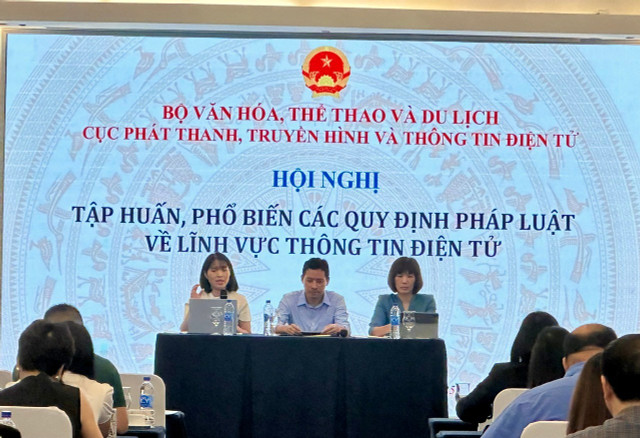 BỘ VĂN HÓA, THỂ THAO VÀ DU LỊCH
CỤC PHÁT THANH, TRUYỀN HÌNH VÀ THÔNG TIN ĐIỆN TỬ
HỘI NGHỊ
TẬP HUẤN, PHỔ BIẾN CÁC QUY ĐỊNH PHÁP LUẬT
VỀ LĨNH VỰC THÔNG TIN ĐIỆN TỬ